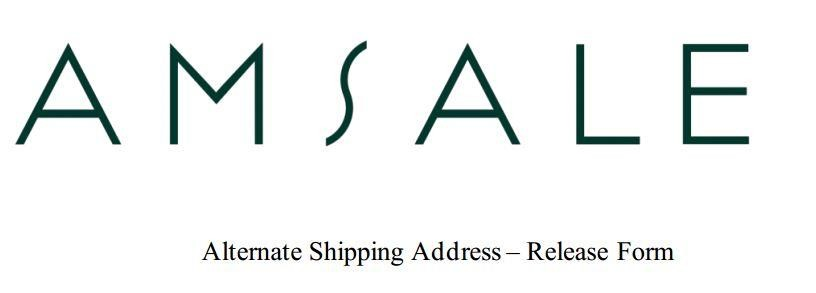 AMSALE
Alternate Shipping Address – Release Form